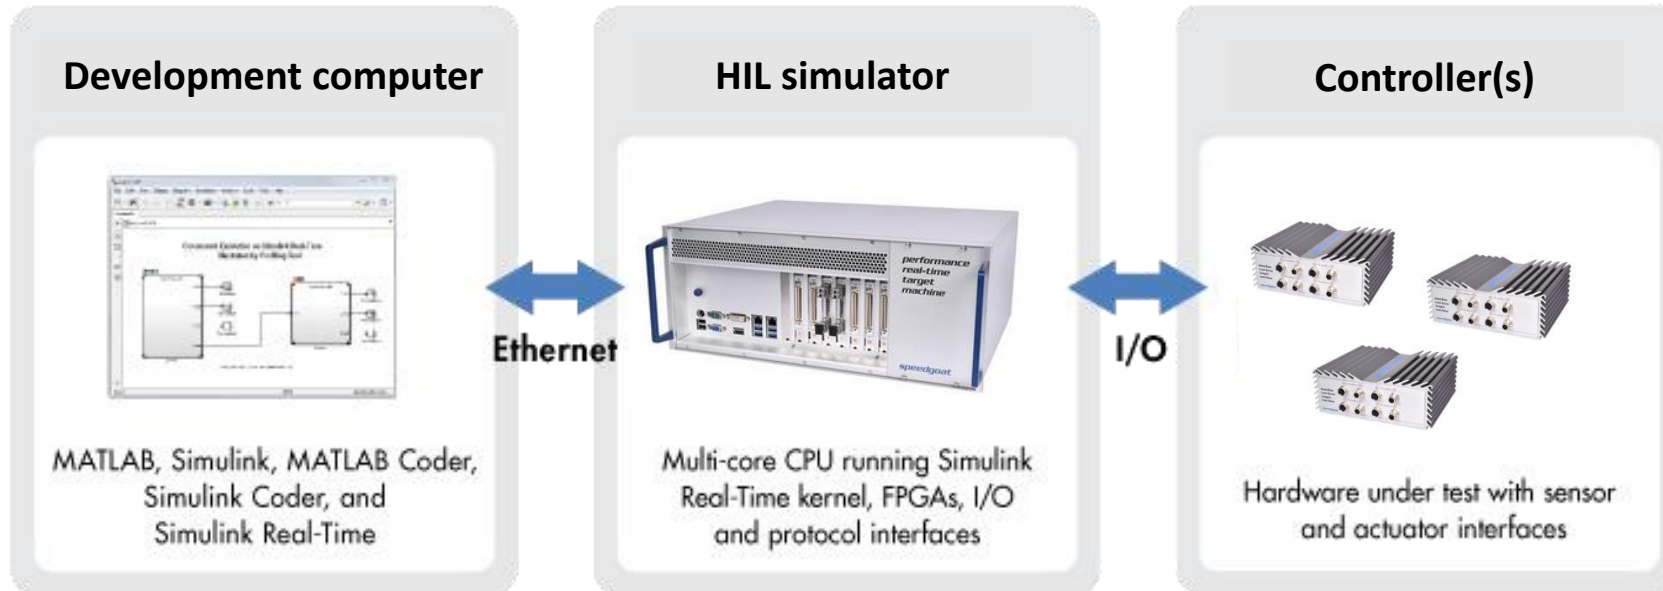 Development computer
HIL simulator
Controller(s)
performance
real-time
target
machine
speedgoat
Ethernet
I/O
MATLAB, Simulink, MATLAB Coder,
Simulink Coder, and
Simulink Real-Time
Multi-core CPU running Simulink
Real-Time kernel, FPGAs, I/O
and protocol interfaces
Hardware under test with sensor
and actuator interfaces